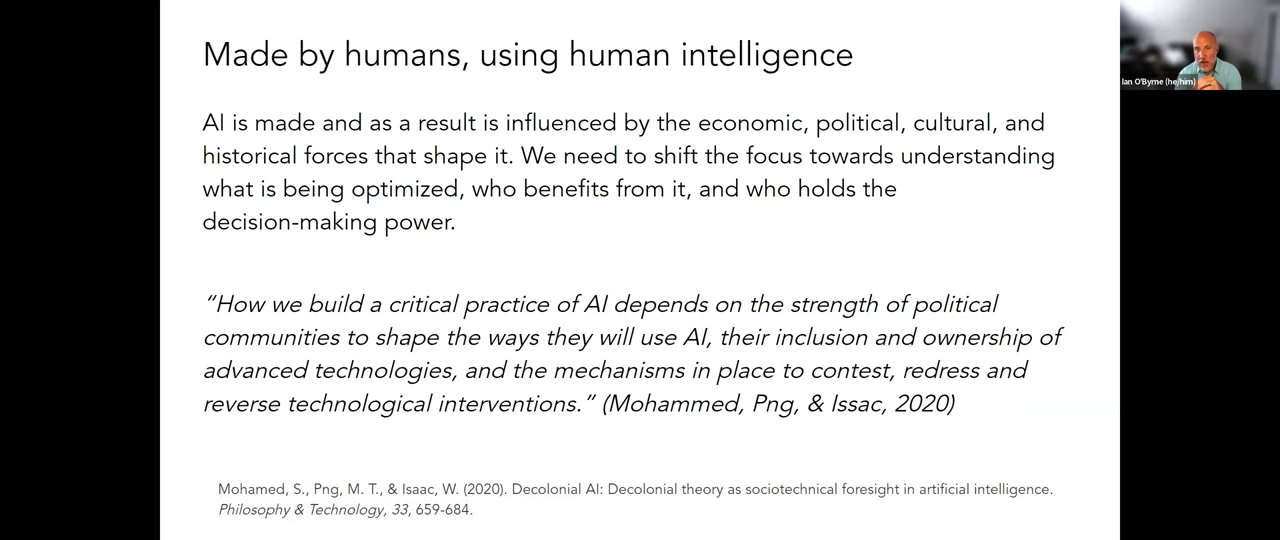 Made by humans, using human intelligence
AI is made and as a result is influenced by the economic, political, cultural, and
historical forces that shape it. We need to shift the focus towards understanding
what is being optimized, who benefits from it, and who holds the
decision-making power.
“How we build a critical practice of AI depends on the strength of political
communities to shape the ways they will use AI, their inclusion and ownership of
advanced technologies, and the mechanisms in place to contest, redress and
reverse technological interventions.” (Mohammed, Png, & Issac, 2020)
Mohamed, S., Png, M. T., & Isaac, W. (2020). Decolonial AI: Decolonial theory as sociotechnical foresight in artificial intelligence.
Philosophy & Technology, 33, 659-684.
Ian O'Byrne (he/him)